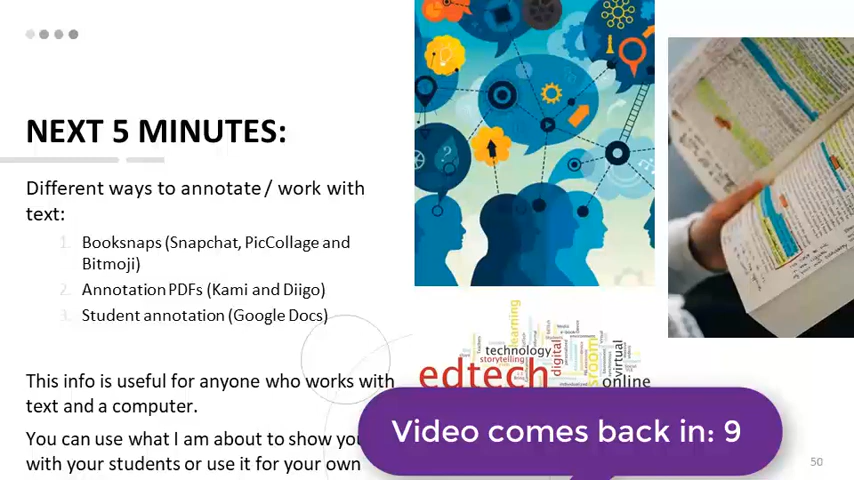 NEXT 5 MINUTES:
Different ways to annotate / work with
text:
1. Booksnaps (Snapchat, PicCollage and
Bitmoji)
2. Annotation PDFs (Kami and Diigo)
3. Student annotation (Google Docs)
This info is useful for anyone who works with
text and a computer.
You can use what I am about to show you
with your students or use it for your own
learning
technology
storytelling
edtech
digital
sroom
virtual
online
Video comes back in: 9
50